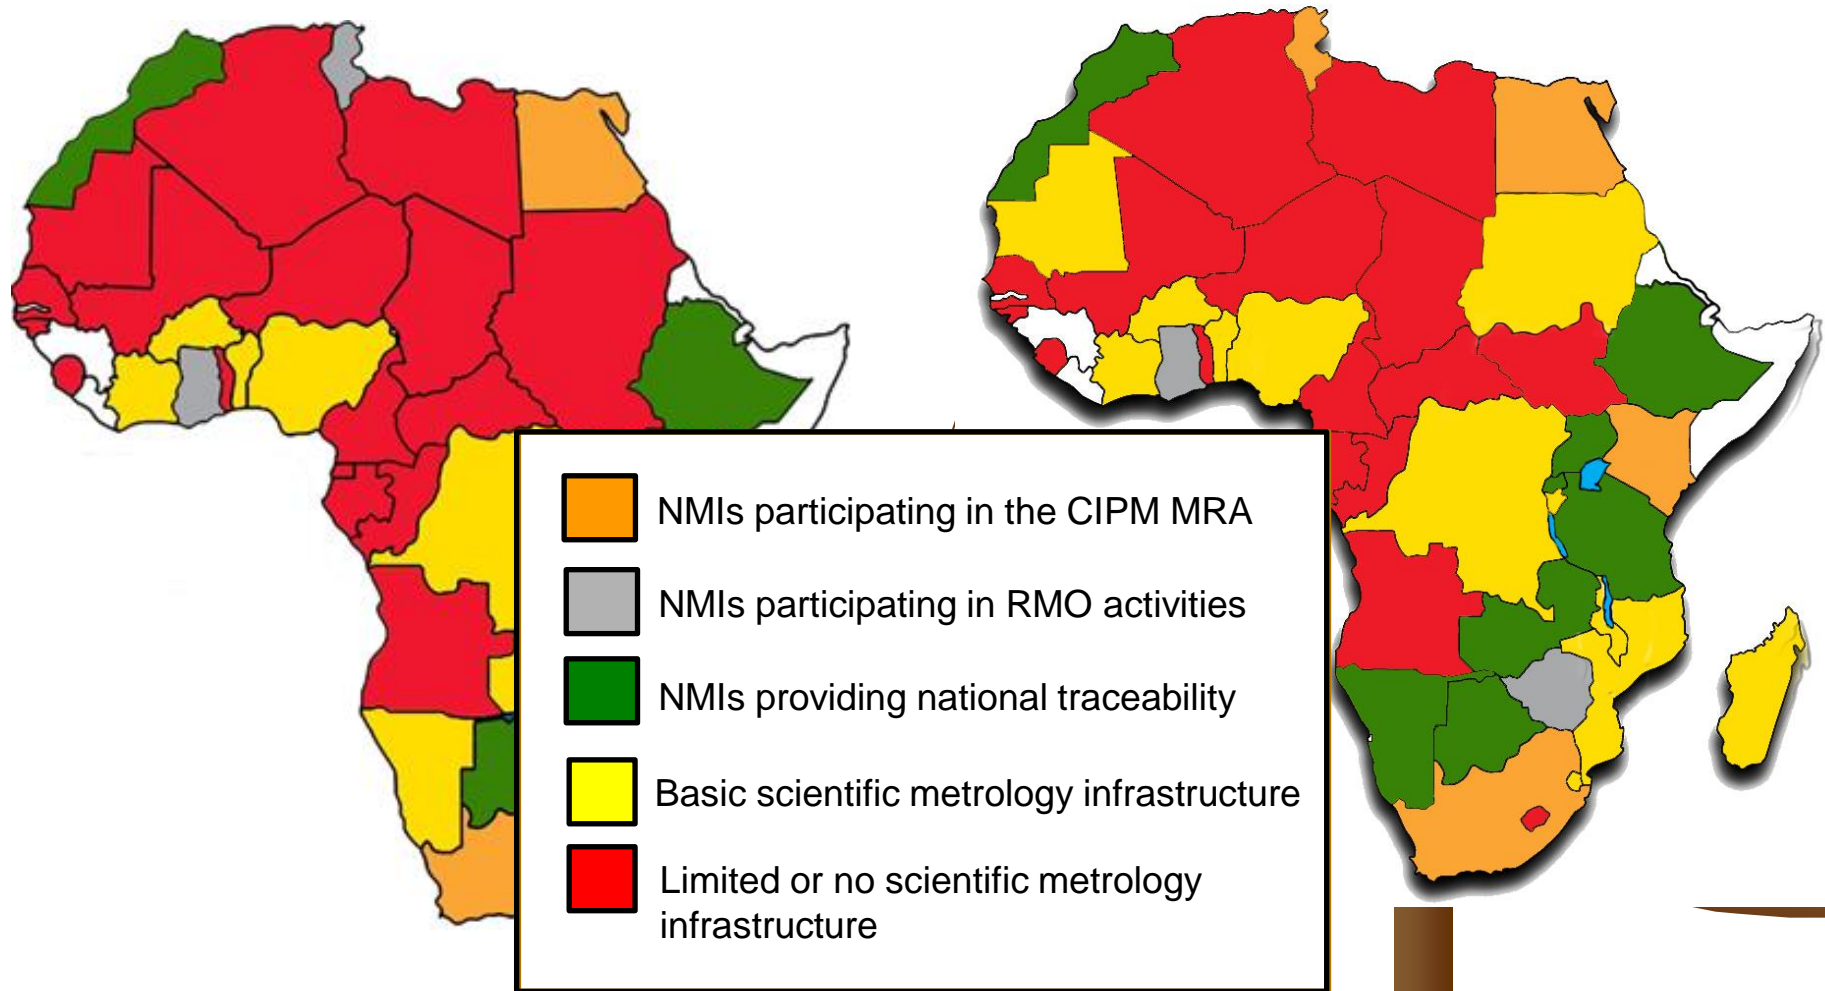 NMIs participating in the CIPM MRA
NMIs participating in RMO activities
NMIs providing national traceability
Basic scientific metrology infrastructure
Limited or no scientific metrology
infrastructure